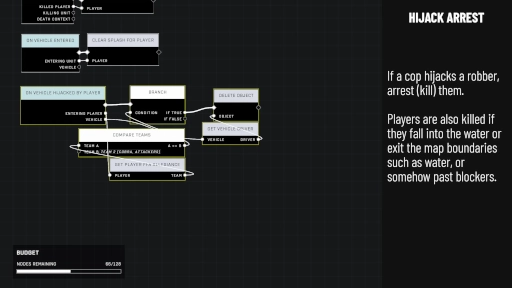 KILLED PLAYER
KILLING UNIT
DEATH CONTEXT
PLAYER
ON VEHICLE ENTERED
CLEAR SPLASH FOR PLAYER
ENTERING UNIT
VEHICLE
PLAYER
ON VEHICLE HIJACKED BY PLAYER
ENTERING PLAYER
VEHICLE
BRANCH
CONDITION
IF TRUE
IF FALSE
DELETE OBJECT
OBJECT
GET VEHICLE DRIVER
VEHICLE
DRIVER
COMPARE TEAMS
TEAM A
A == B
TEAM 2 [COBRA, ATTACKERS]
GET PLAYER
PLAYER
TEAM
BUDGET
NODES REMAINING
65/128
HIJACK ARREST
If a cop hijacks a robber,
arrest (kill) them.
Players are also killed if
they fall into the water or
exit the map boundaries
such as water, or
somehow past blockers.